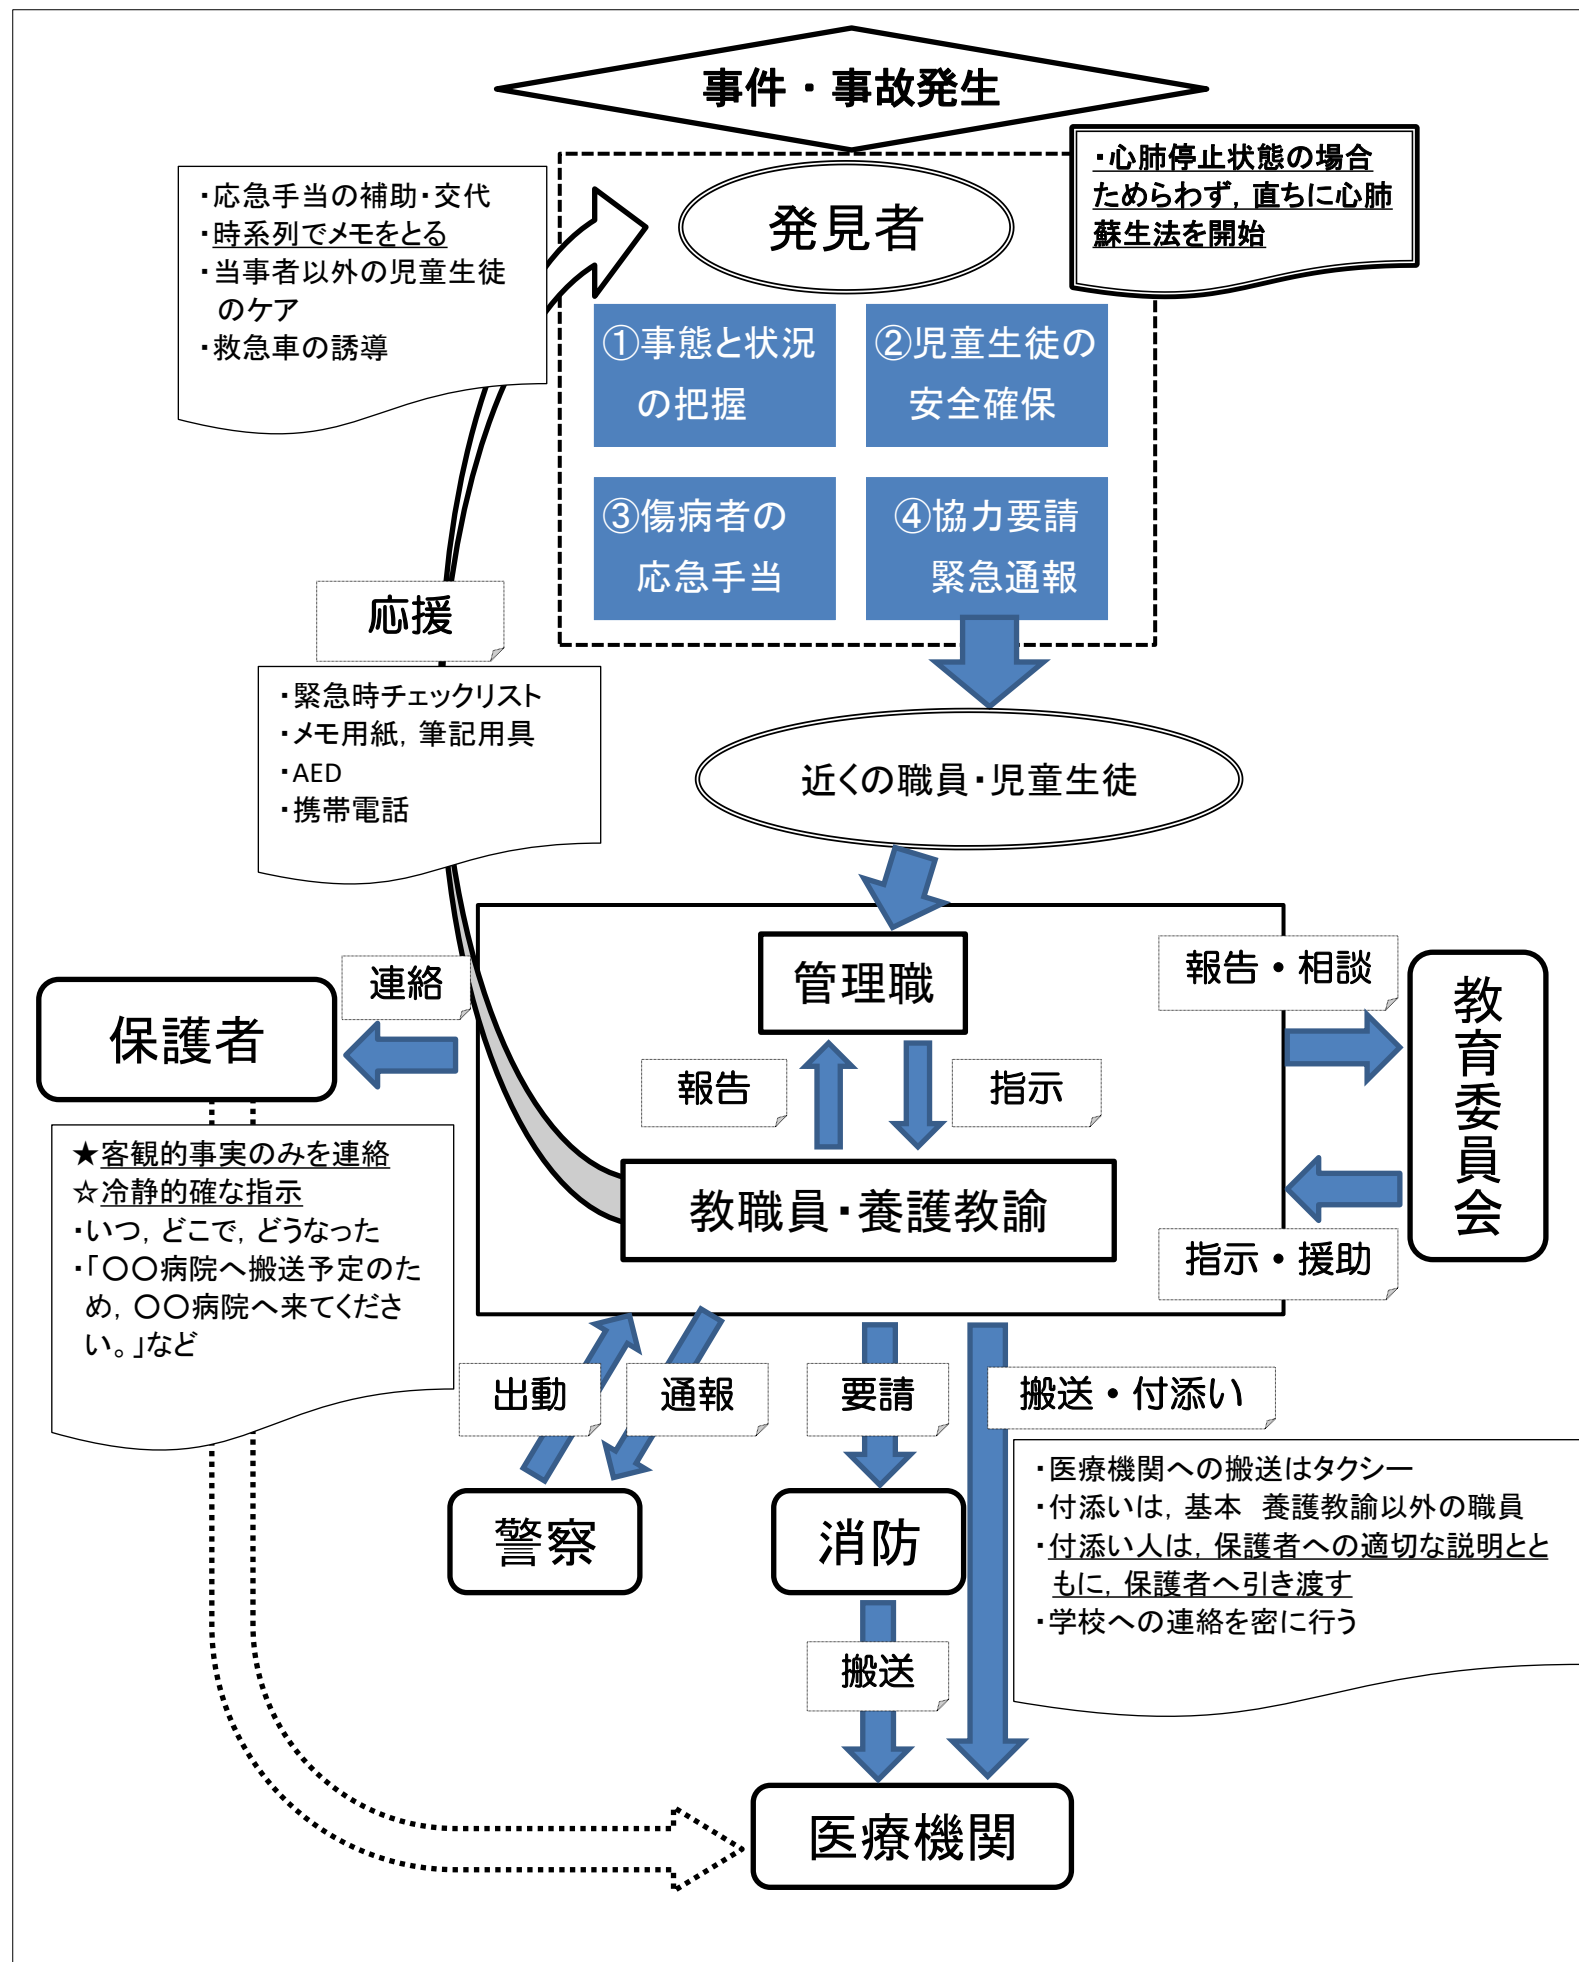 事件・事故発生
・心肺停止状態の場合
ためらわず，直ちに心肺
蘇生法を開始
・応急手当の補助・交代
・時系列でメモをとる
・当事者以外の児童生徒
のケア
・救急車の誘導
発見者
①事態と状況
の把握
②児童生徒の
安全確保
③傷病者の
応急手当
④協力要請
緊急通報
応援
・緊急時チェックリスト
・メモ用紙，筆記用具
・AED
・携帯電話
近くの職員・児童生徒
管理職
報告・相談
教育委員会
連絡
保護者
報告
指示
★客観的事実のみを連絡
☆冷静的確な指示
・いつ，どこで，どうなった
・「○○病院へ搬送予定のた
め，○○病院へ来てくださ
い。」など
教職員・養護教諭
指示・援助
出動
通報
要請
搬送・付添い
・医療機関への搬送はタクシー
・付添いは，基本　養護教諭以外の職員
・付添い人は，保護者への適切な説明とと
もに，保護者へ引き渡す
・学校への連絡を密に行う
警察
消防
搬送
医療機関